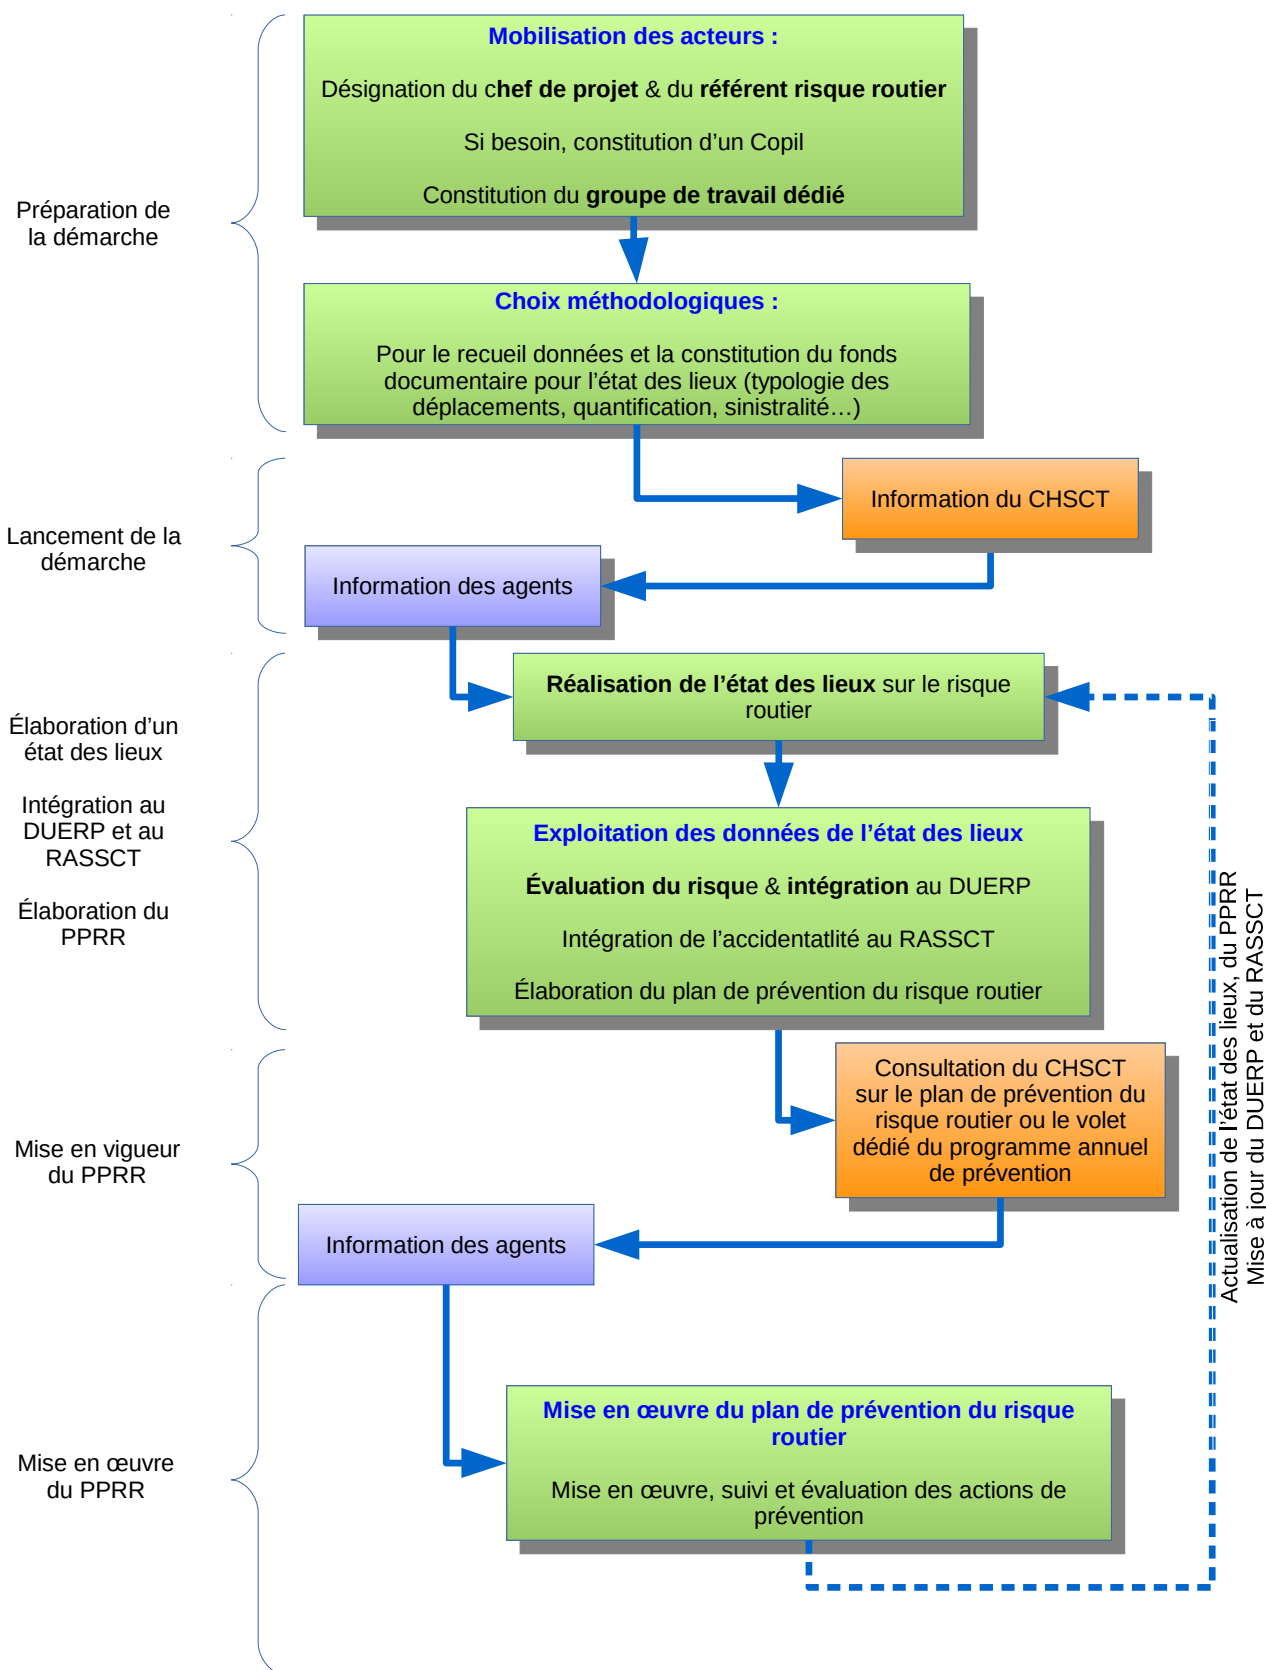 Mobilisation des acteurs :
Désignation du chef de projet & du référent risque routier
Si besoin, constitution d’un Copil
Constitution du groupe de travail dédié
Préparation de
la démarche
Choix méthodologiques :
Pour le recueil données et la constitution du fonds
documentaire pour l’état des lieux (typologie des
déplacements, quantification, sinistralité…)
Lancement de la
démarche
Information du CHSCT
Information des agents
Élaboration d’un
état des lieux
Intégration au
DUERP et au
RASSCT
Élaboration du
PPRR
Réalisation de l’état des lieux sur le risque
routier
Exploitation des données de l’état des lieux
Évaluation du risque & intégration au DUERP
Intégration de l’accidentatlité au RASSCT
Élaboration du plan de prévention du risque routier
Mise en vigueur
du PPRR
Consultation du CHSCT
sur le plan de prévention du
risque routier ou le volet
dédié du programme annuel
de prévention
Information des agents
Mise en œuvre
du PPRR
Mise en œuvre du plan de prévention du risque
routier
Mise en œuvre, suivi et évaluation des actions de
prévention
Actualisation de l’état des lieux, du PPRR
Mise à jour du DUERP et du RASSCT